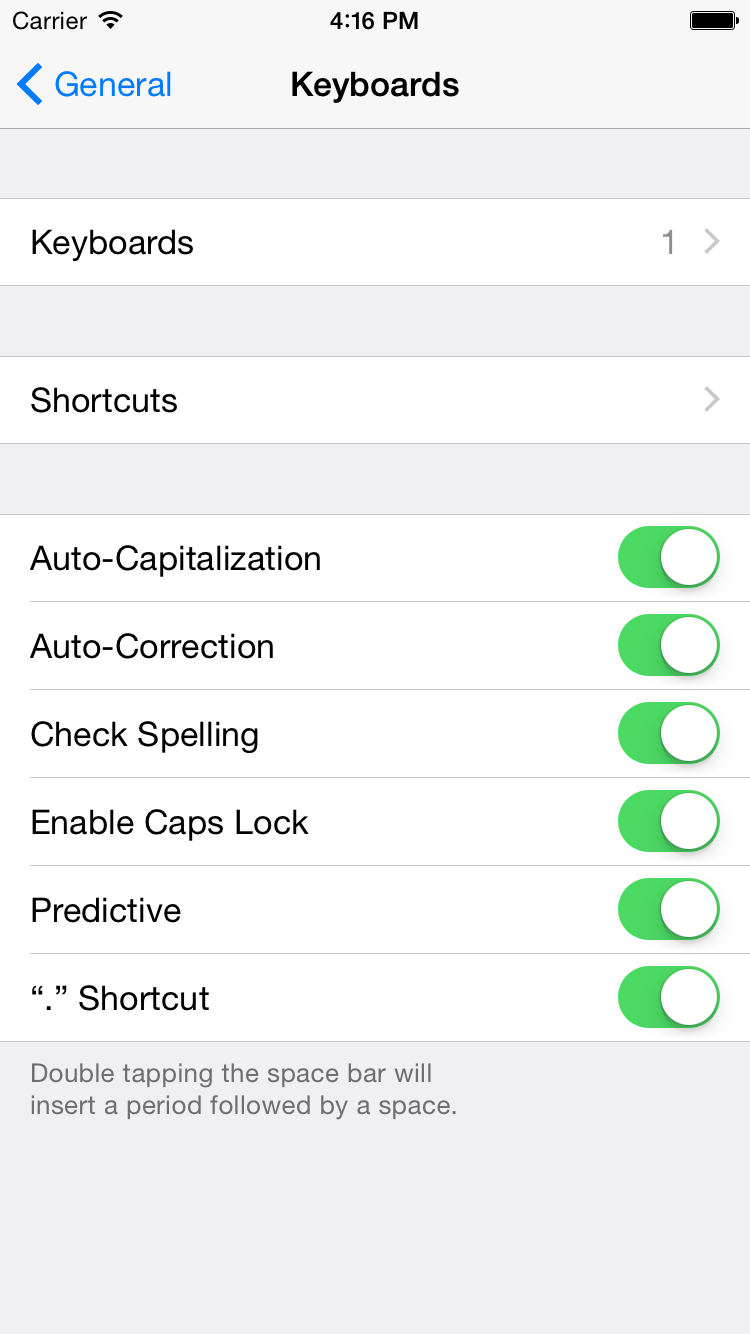 Carrier 4:16 PM
General Keyboards
Keyboards 1
Shortcuts
Auto-Capitalization
Auto-Correction
Check Spelling
Enable Caps Lock
Predictive
“.” Shortcut
Double tapping the space bar will
insert a period followed by a space.